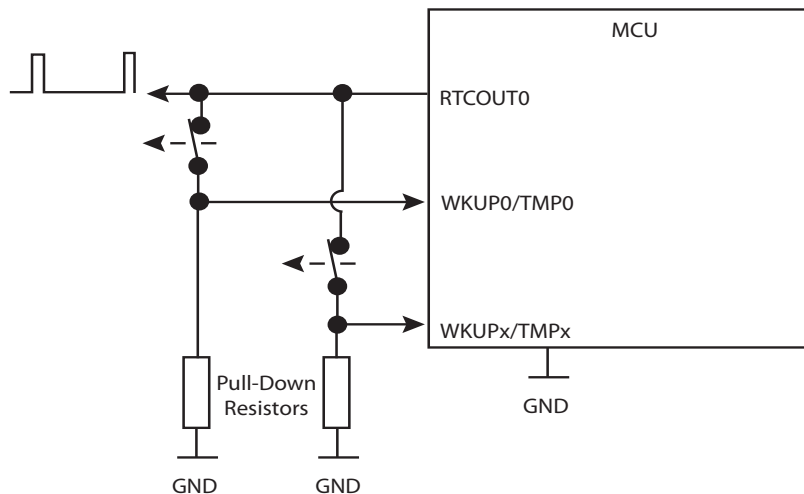 MCU
RTCOUT0
WKUP0/TMP0
WKUPx/TMPx
Pull-Down
Resistors
GND
GND
GND